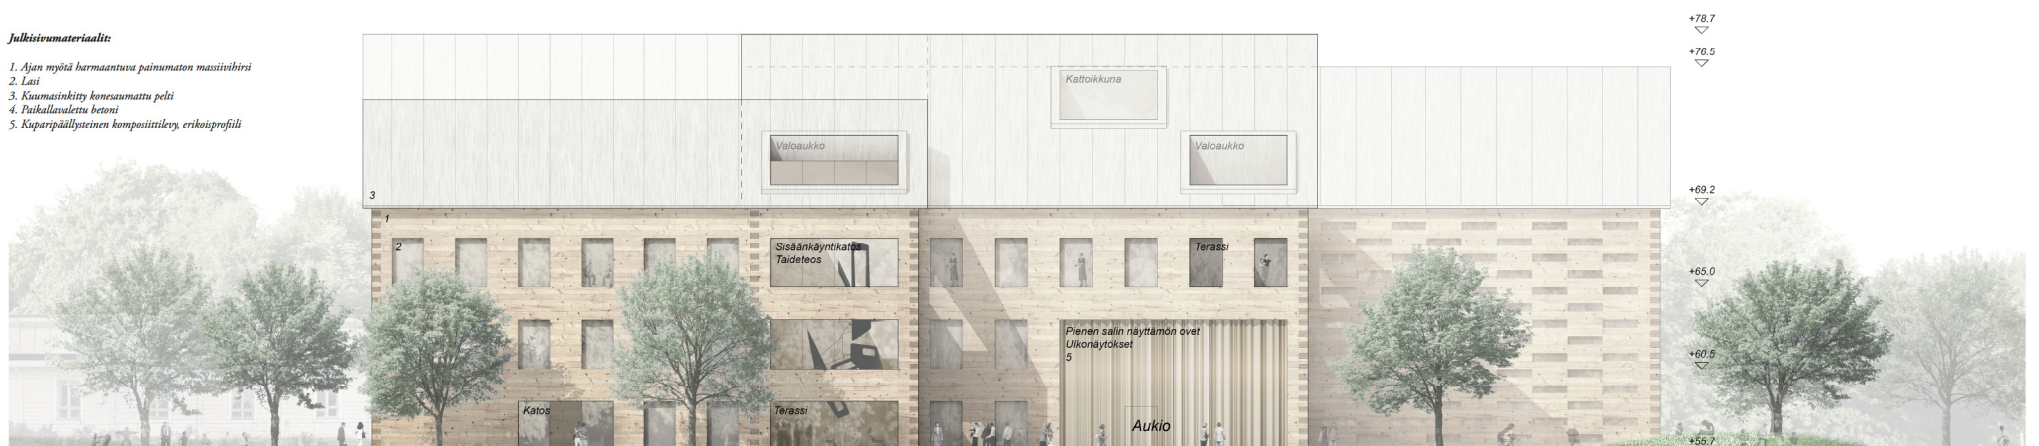 Julkisivumateriaalit:
1. Ajan myötä harmaantuva painumaton massiivihirsi
2. Lasi
3. Kuumasinkitty konesaumattu pelti
4. Paikallavalettu betoni
5. Kuparipäällysteinen komposiittilevy, erikoisprofiili
+78.7
+76.5
Kattoikkuna
Valoaukko
Valoaukko
3
+69.2
1
2
Sisäänkäyntikatos
Taideteos
Terassi
+65.0
Pienen salin näyttämön ovet
Ulkonäytökset
5
+60.5
Katos
Terassi
Aukio
+55.7